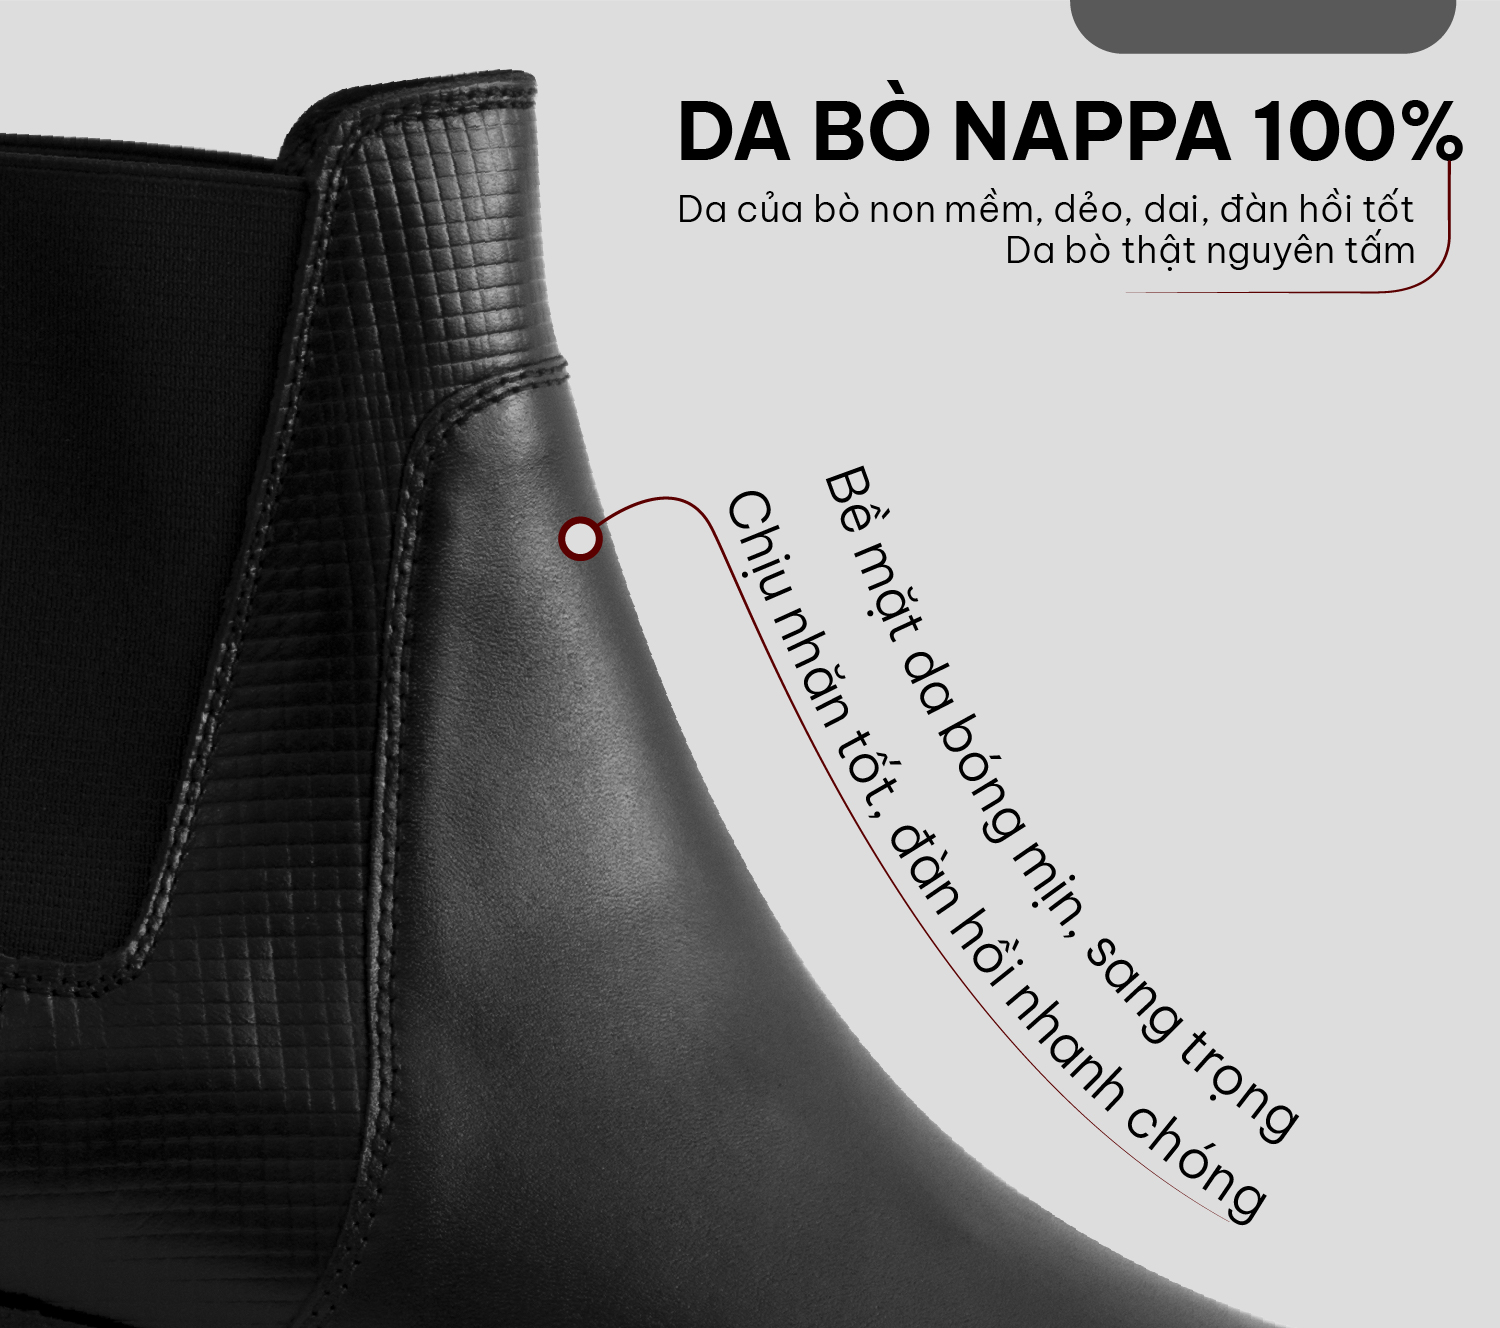 DA BÒ NAPPA 100%
Da của bò non mềm, dẻo, dai, đàn hồi tốt
Da bò thật nguyên tấm
Bề mặt da bóng mịn, sang trọng
Chịu nhăn tốt, đàn hồi nhanh chóng